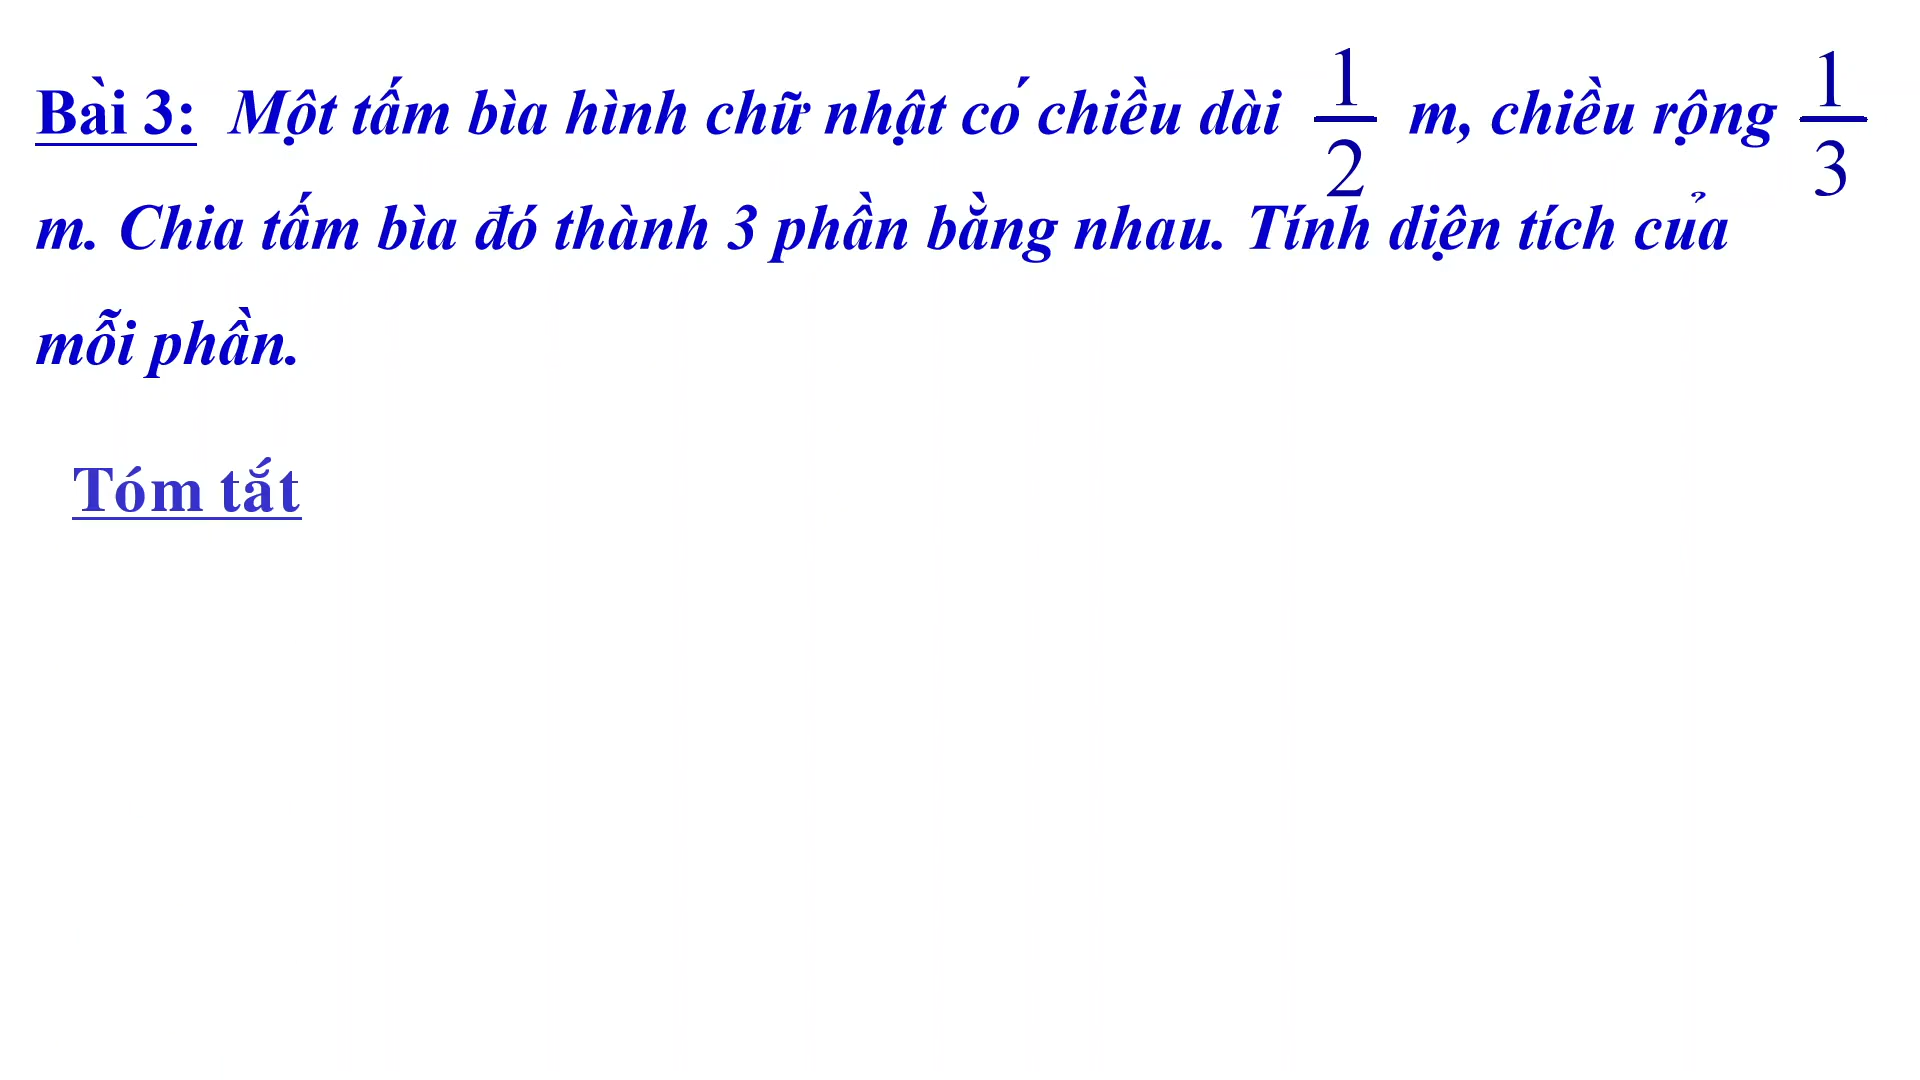 Bài 3: Một tấm bìa hình chữ nhật có chiều dài 1/2 m, chiều rộng 1/3
m. Chia tấm bìa đó thành 3 phần bằng nhau. Tính diện tích của
mỗi phần.
Tóm tắt